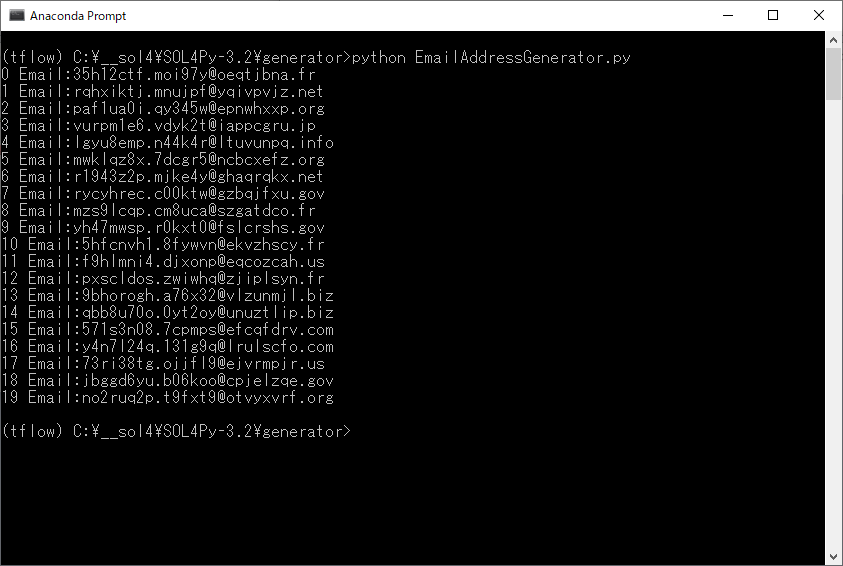 Anaconda Prompt
(tflow) C:¥__sol4¥SOL4Py-3.2¥generator>python EmailAddressGenerator.py
0 Email:35h12ctf.moi97y@oeqtjbna.fr
1 Email:rqhxiktj.mnujpf@yqivpvjz.net
2 Email:paf1ua0i.qy345w@epnwhxxp.org
3 Email:vurpm1e6.vdyk2t@iappcgru.jp
4 Email:lgyu8emp.n44k4r@ltuvunpq.info
5 Email:mwklqz8x.7dcgr5@ncbcxefz.org
6 Email:r1943z2p.mjke4y@ghaqrqkx.net
7 Email:rycyhrec.c00ktw@gzbqjfxu.gov
8 Email:mzs9lcqp.cm8uca@szgatdco.fr
9 Email:yh47mwsp.r0kxt0@fslcrshs.gov
10 Email:5hfcnvh1.8fywvn@ekvzhscy.fr
11 Email:f9hlmni4.djxonp@eqcozcah.us
12 Email:pxscldos.zwiwhq@zjiplsyn.fr
13 Email:9bhorogh.a76x32@vlzunmjl.biz
14 Email:qbb8u70o.0yt2oy@unuztlip.biz
15 Email:571s3n08.7cpmps@efcqfdrv.com
16 Email:y4n7l24q.131g9q@lrulscfo.com
17 Email:73ri38tg.ojjfl9@ejvrmpjr.us
18 Email:jbggd6yu.b06koo@cpjelzqe.gov
19 Email:no2ruq2p.t9fxt9@otvyxvrf.org
(tflow) C:¥__sol4¥SOL4Py-3.2¥generator>